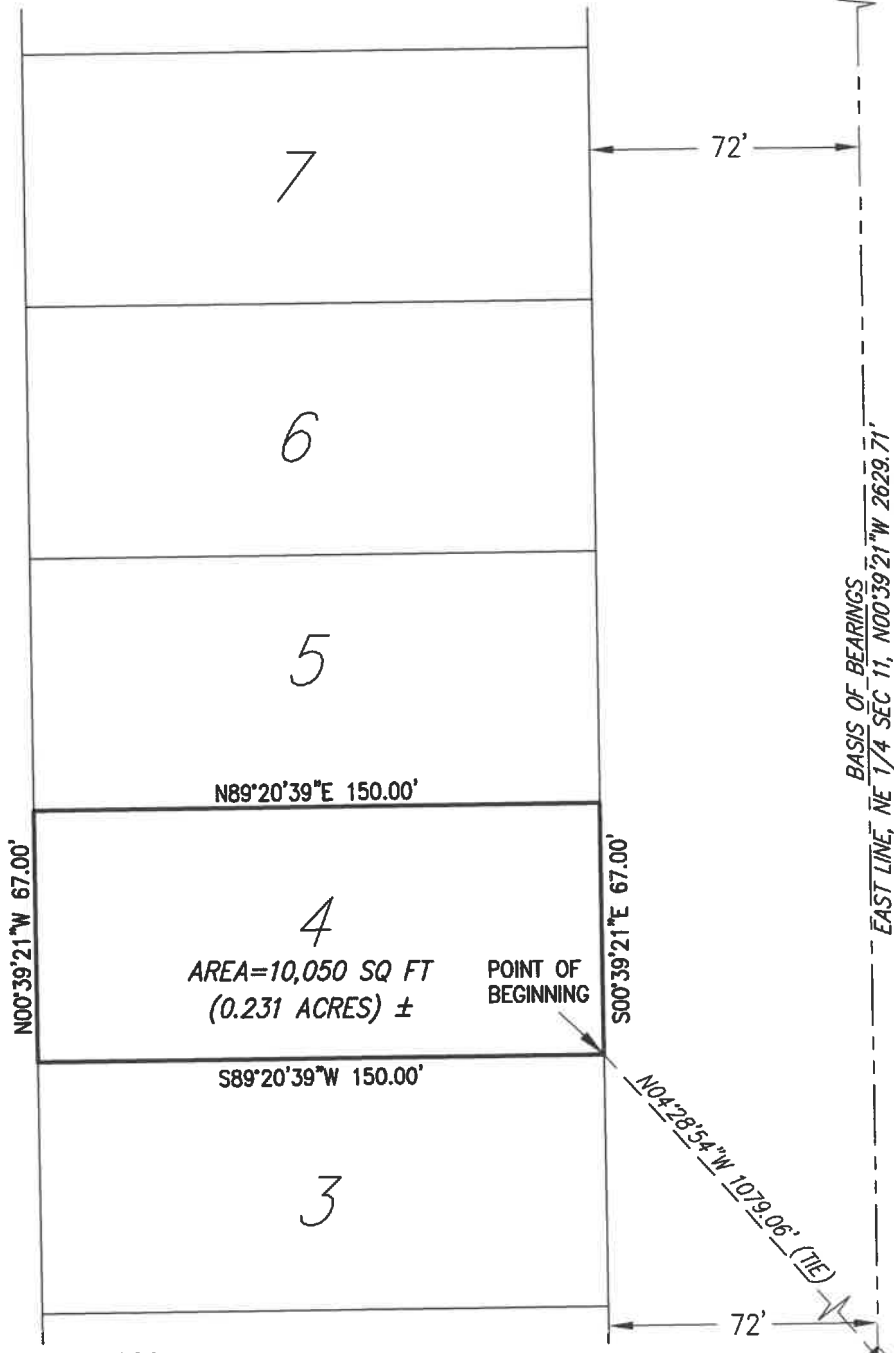 72'
7
6
BASIS OF BEARINGS
EAST LINE, NE 1/4 SEC 11, N00°39'21"W 2629.71'
5
N89°20'39"E 150.00'
N00°39'21"W 67.00'
4
AREA=10,050 SQ FT
(0.231 ACRES) ±
POINT OF
BEGINNING
S00°39'21"E 67.00'
S89°20'39"W 150.00'
N04°28'54"W 1079.06' (TIE)
3
72'